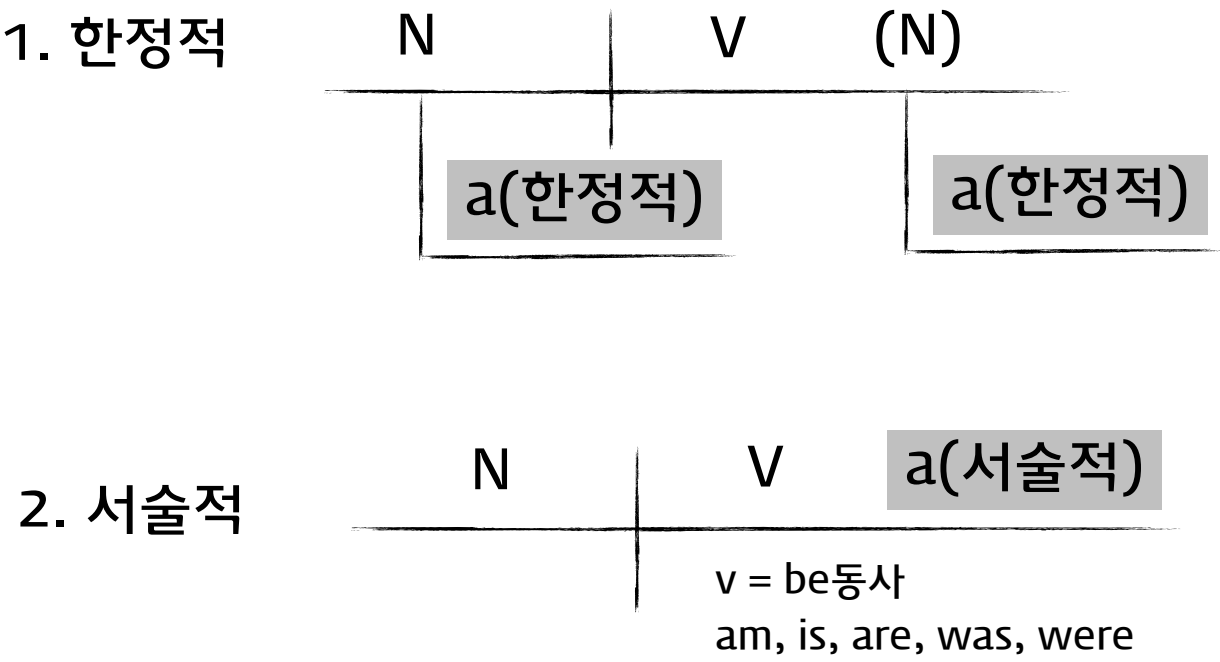 1. 한정적 N V (N)
a(한정적) a(한정적)
2. 서술적 N V a(서술적)
v = be동사
am, is, are, was, were